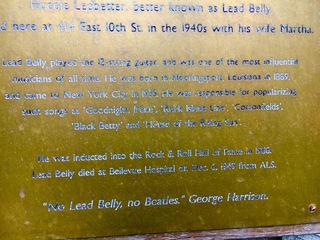 Huddie Ledbetter, better known as Lead Belly
d here at 414 East 10th St. in the 1940s with his wife Martha.
Lead Belly played the 12-string guitar, and was one of the most influential
musicians of all time. He was born in Mooringsport, Louisiana in 1889,
and came to New York City in 1935. He was responsible for popularizing
such songs as 'Goodnight, Irene', 'Rock Island Line', 'Cottonfields',
'Black Betty' and 'House of the Rising Sun'.
He was inducted into the Rock & Roll Hall of Fame in 1988.
Lead Belly died at Bellevue Hospital on Dec. 6, 1949 from ALS.
"No Lead Belly, no Beatles." George Harrison.